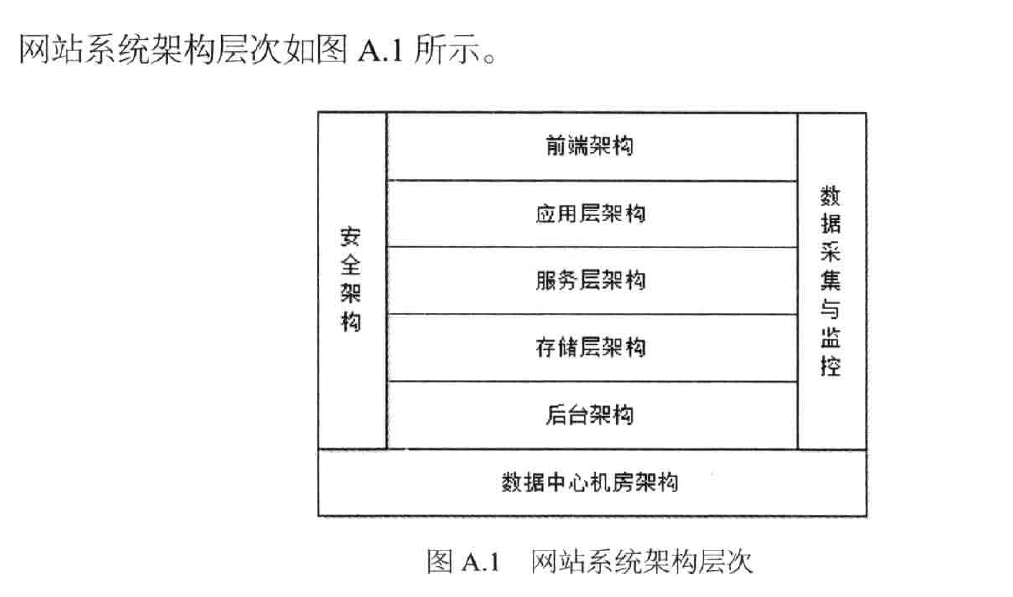 网站系统架构层次如图 A.1 所示。
安全架构
前端架构
应用层架构
服务层架构
存储层架构
后台架构
数据采集与监控
数据中心机房架构
图 A.1 网站系统架构层次